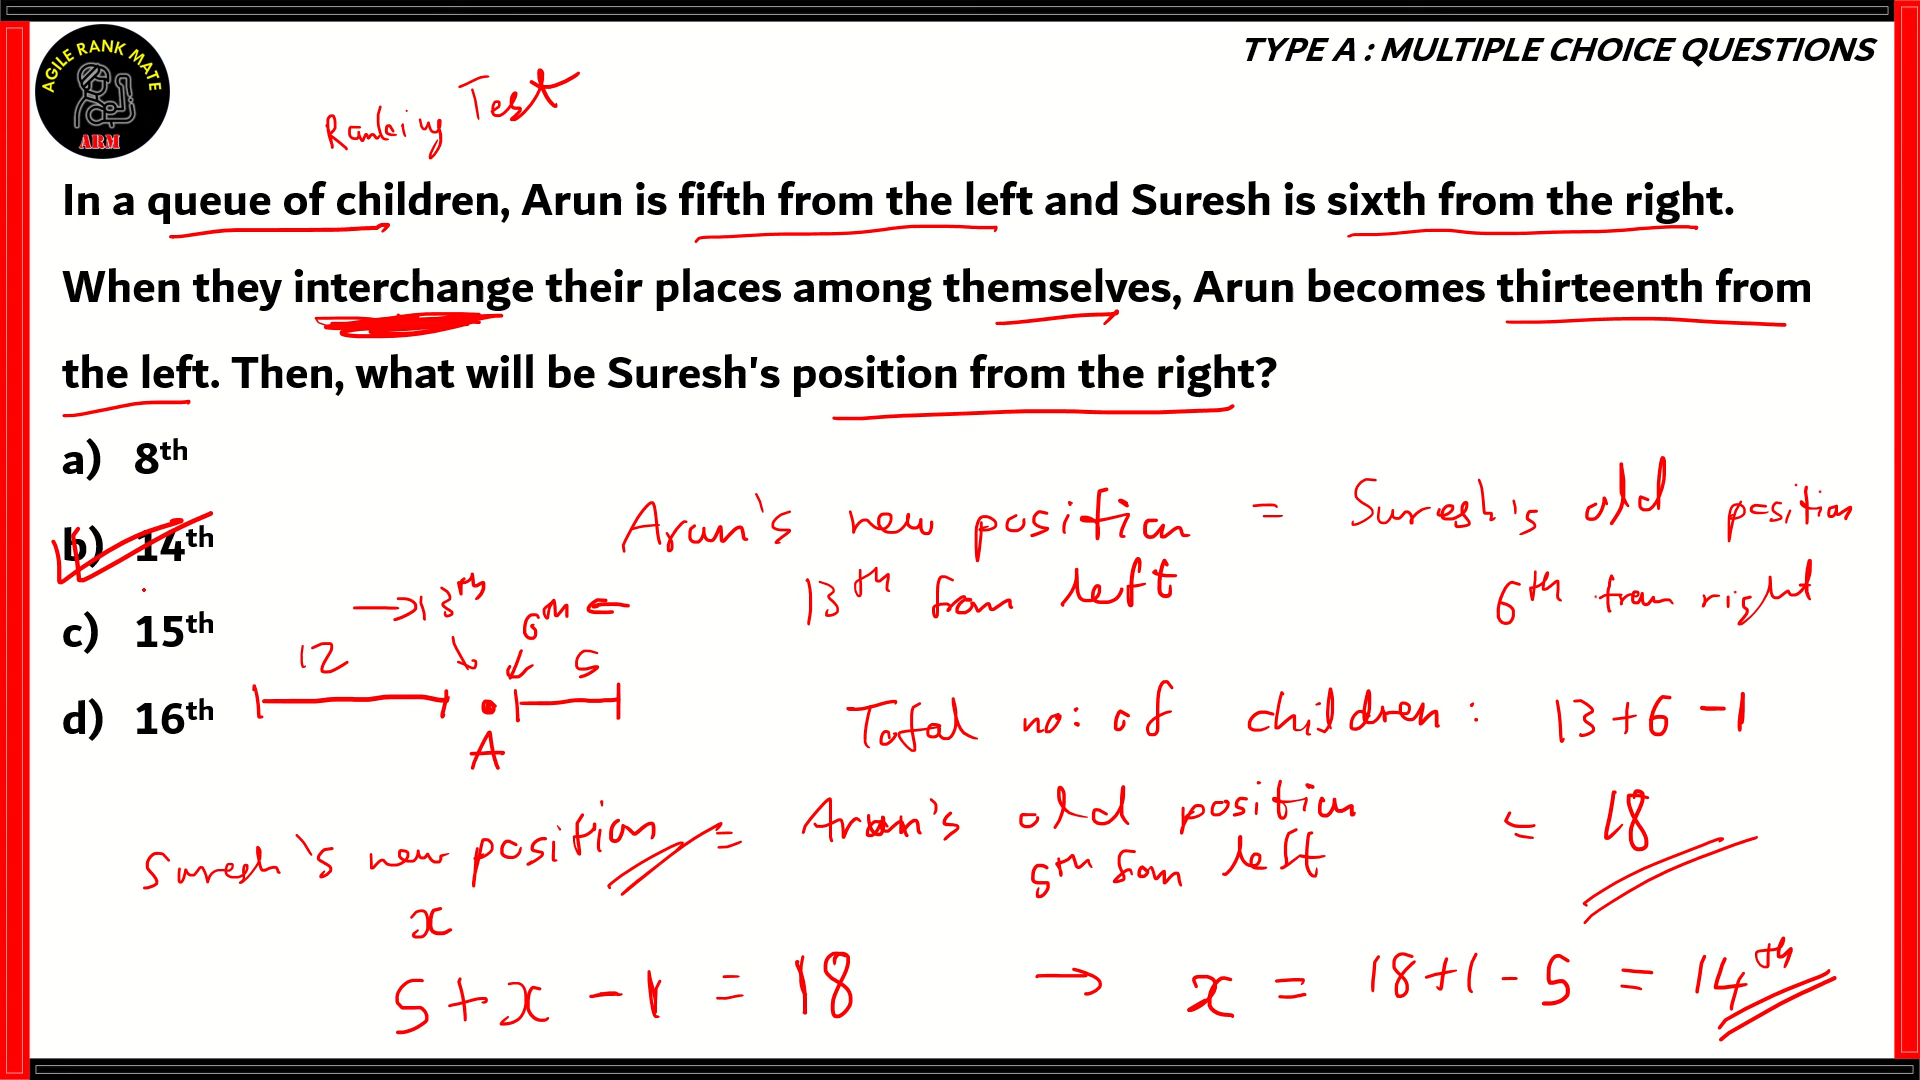 AGILE RANK MATE
ARM
TYPE A : MULTIPLE CHOICE QUESTIONS
Ranking Test
In a queue of children, Arun is fifth from the left and Suresh is sixth from the right.
When they interchange their places among themselves, Arun becomes thirteenth from
the left. Then, what will be Suresh's position from the right?
a) 8th
b) 14th
c) 15th
d) 16th
Arun's new position = Suresh's old position
13th from left 6th from right
→13th 6th ←
12 5
A
Total no: of children : 13+6-1
= 18
Suresh's new position = Arun's old position
x 5th from left
5+x-1 = 18 → x = 18+1-5 = 14th